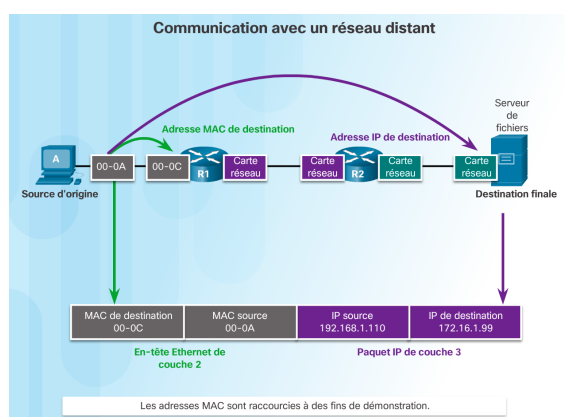 Communication avec un réseau distant
Serveur
de
fichiers
Adresse MAC de destination
Adresse IP de destination
A
00-0A
00-0C
R1
Carte
réseau
Carte
réseau
R2
Carte
réseau
Carte
réseau
Source d'origine
Destination finale
MAC de destination
00-0C
MAC source
00-0A
IP source
192.168.1.110
IP de destination
172.16.1.99
En-tête Ethernet de
couche 2
Paquet IP de couche 3
Les adresses MAC sont raccourcies à des fins de démonstration.